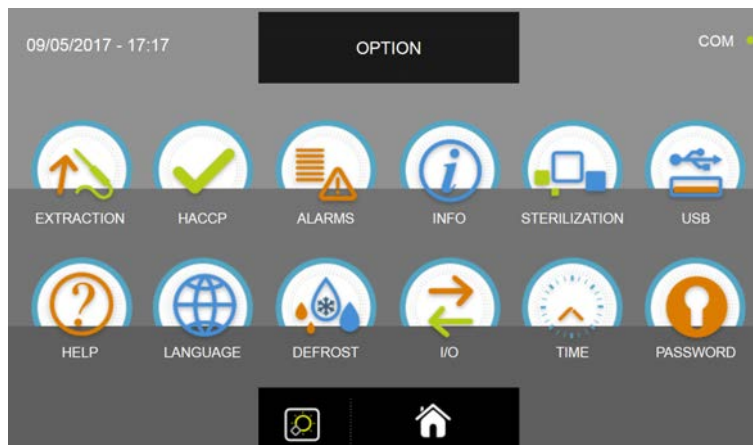 09/05/2017 - 17:17
OPTION
COM
EXTRACTION
HACCP
ALARMS
INFO
STERILIZATION
USB
HELP
LANGUAGE
DEFROST
I/O
TIME
PASSWORD